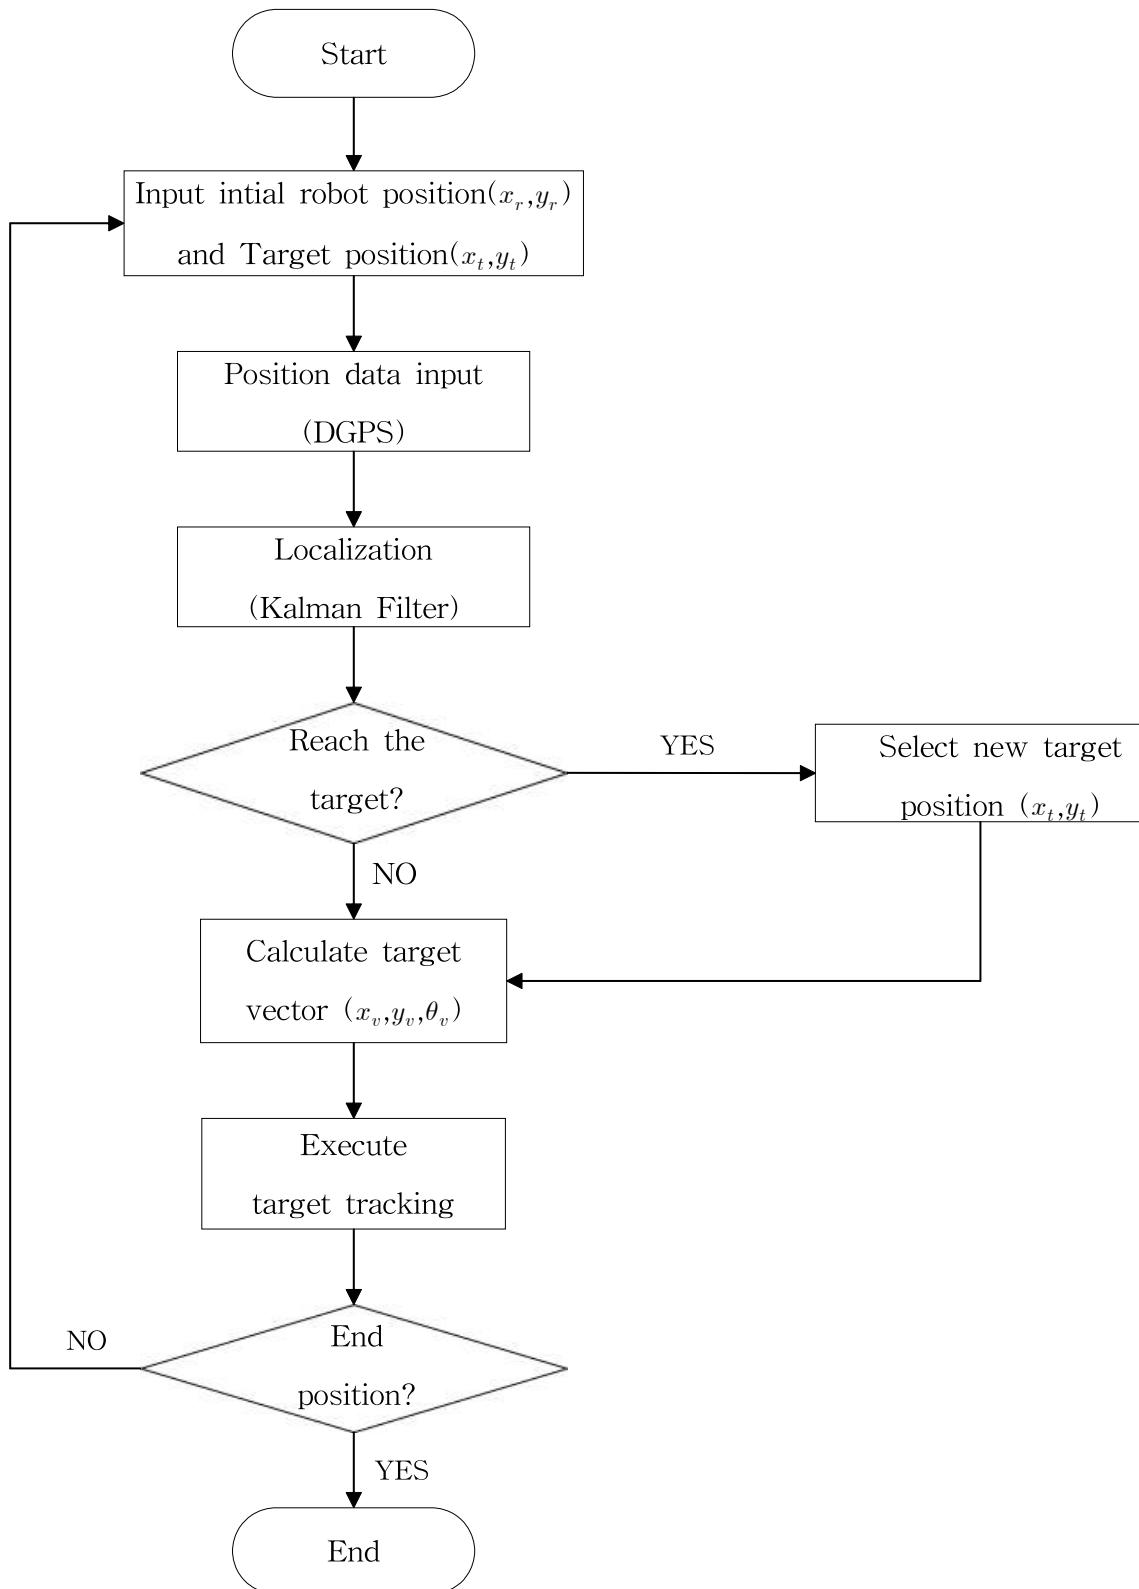 Start
Input intial robot position(x_r,y_r)
and Target position(x_t,y_t)
Position data input
(DGPS)
Localization
(Kalman Filter)
Reach the
target?
YES
Select new target
position (x_t,y_t)
NO
Calculate target
vector (x_v,y_v,θ_v)
Execute
target tracking
End
position?
NO
YES
End